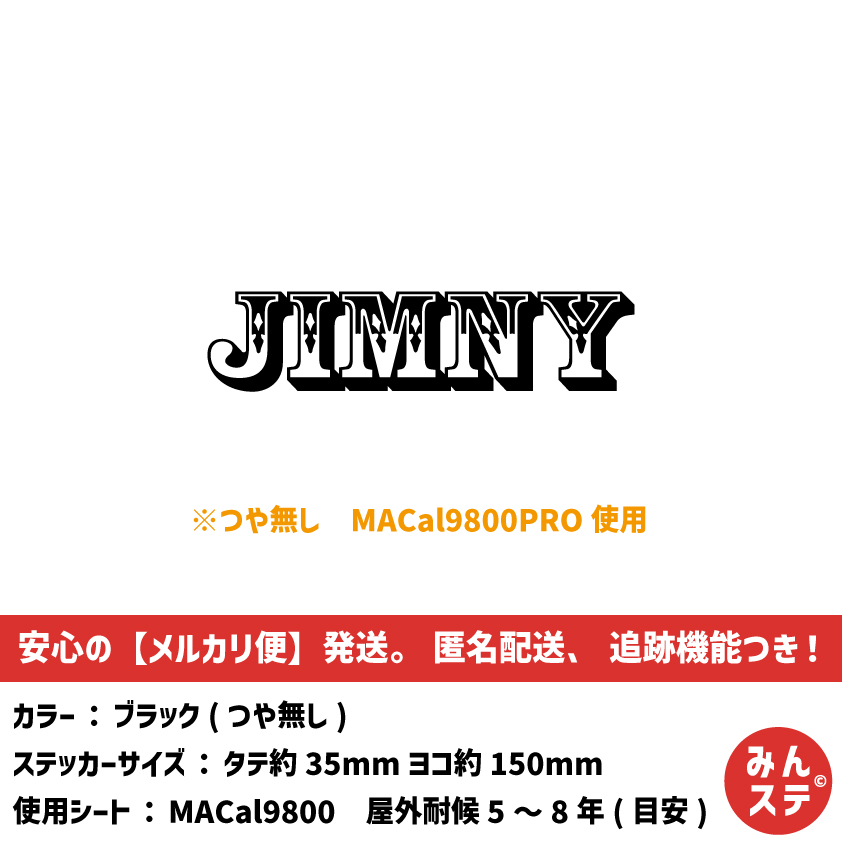 JIMNY
※つや無し　MACal9800PRO 使用
安心の【メルカリ便】発送。 匿名配送、 追跡機能つき！
カラー ： ブラック ( つや無し )
ステッカーサイズ ： タテ約 35mm ヨコ約 150mm
使用シート ： MACal9800　屋外耐候 5 ～ 8 年 ( 目安 )
みん
ステ©